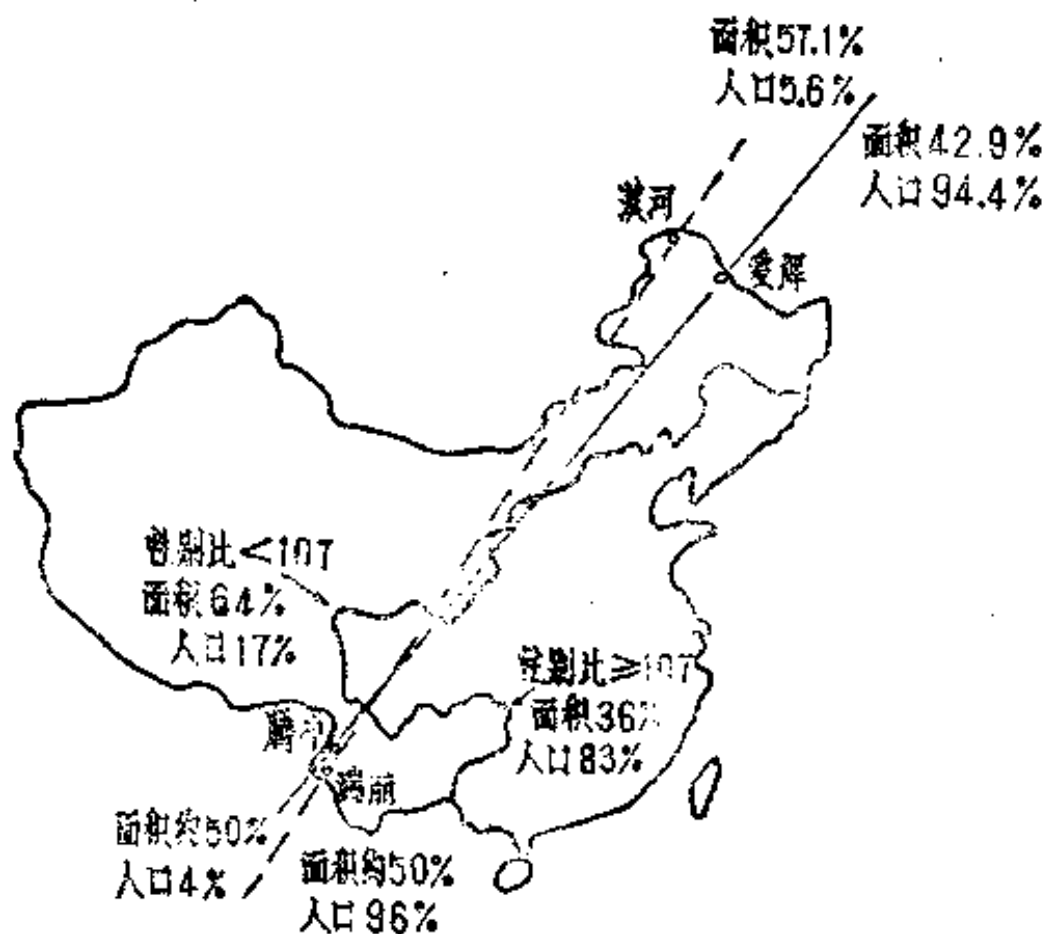 面积57.1%
人口5.6%
面积42.9%
人口94.4%
漠河
爱辉
性别比<107
面积64%
人口17%
性别比≥107
面积36%
人口83%
腾冲
瑞丽
面积约50%
人口4%
面积约50%
人口96%